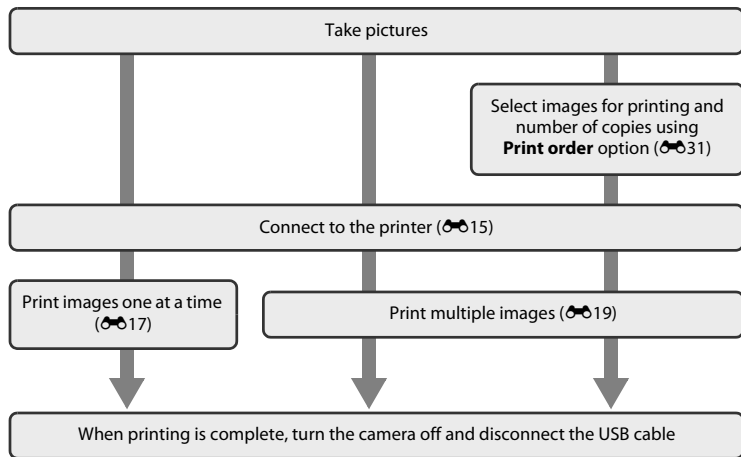 Take pictures
Select images for printing and
number of copies using
Print order option (31)
Connect to the printer (15)
Print images one at a time
(17)
Print multiple images (19)
When printing is complete, turn the camera off and disconnect the USB cable